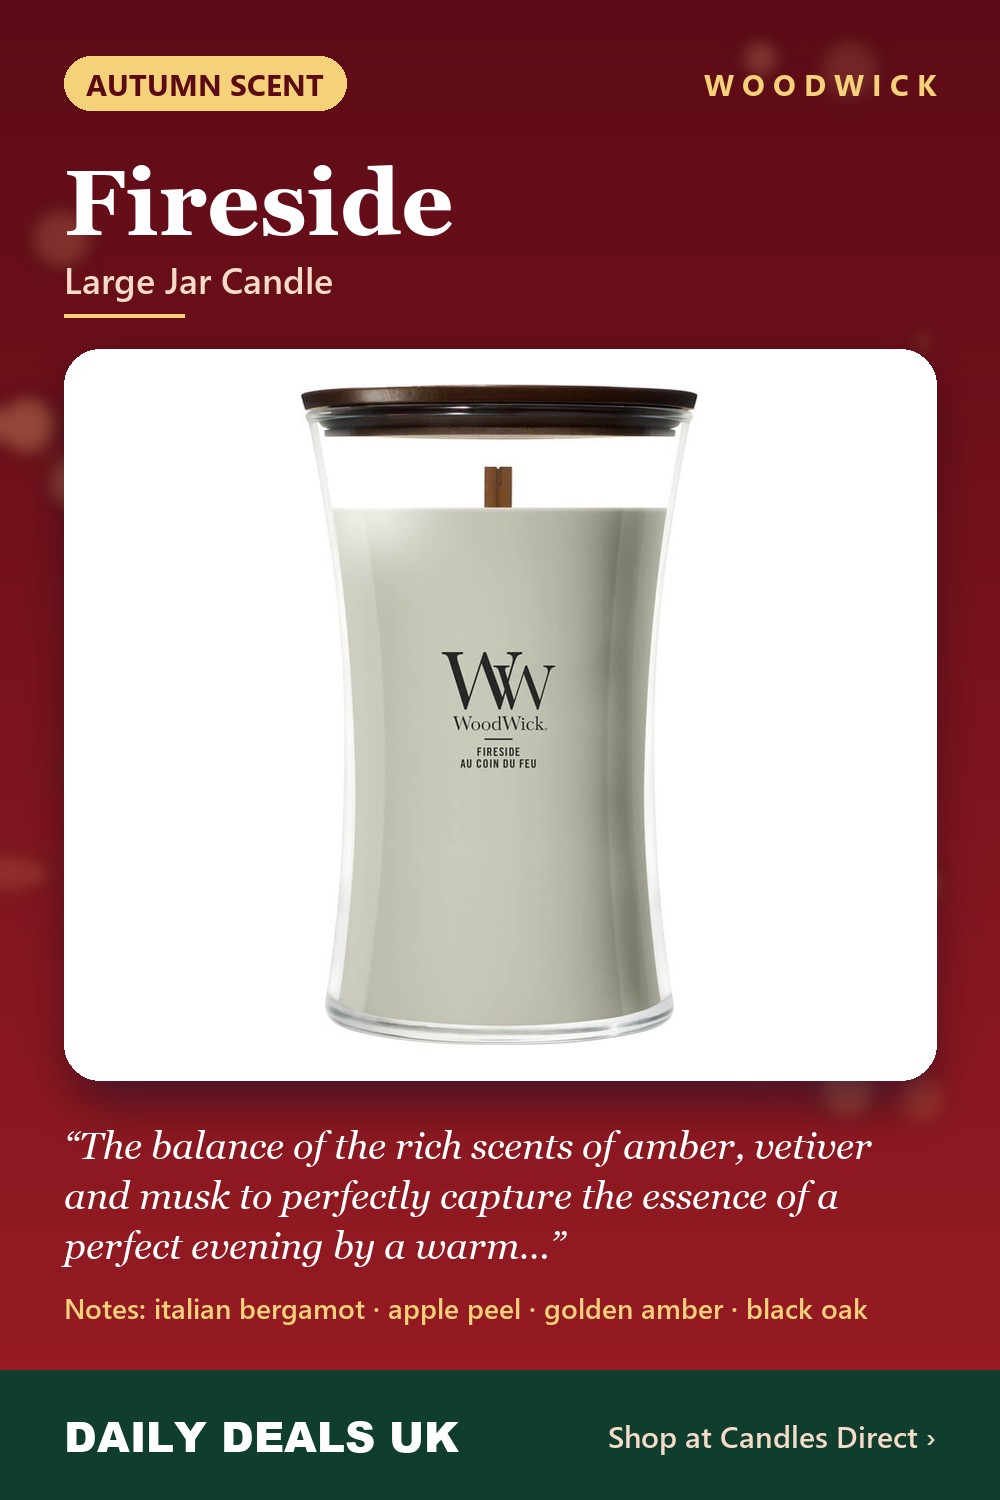 AUTUMN SCENT
WOODWICK
Fireside
Large Jar Candle
WW
WoodWick.
FIRESIDE
AU COIN DU FEU
“The balance of the rich scents of amber, vetiver
and musk to perfectly capture the essence of a
perfect evening by a warm...”
Notes: italian bergamot · apple peel · golden amber · black oak
DAILY DEALS UK
Shop at Candles Direct ›